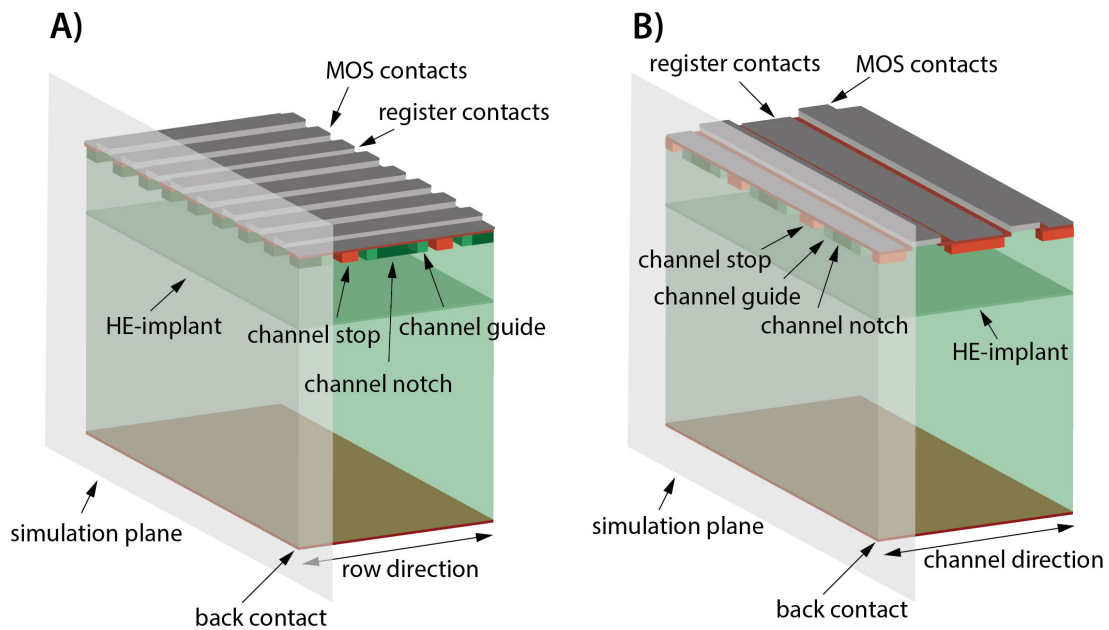 A)
MOS contacts
register contacts
HE-implant
channel stop
channel guide
channel notch
simulation plane
row direction
back contact
B)
register contacts
MOS contacts
channel stop
channel guide
channel notch
HE-implant
simulation plane
channel direction
back contact